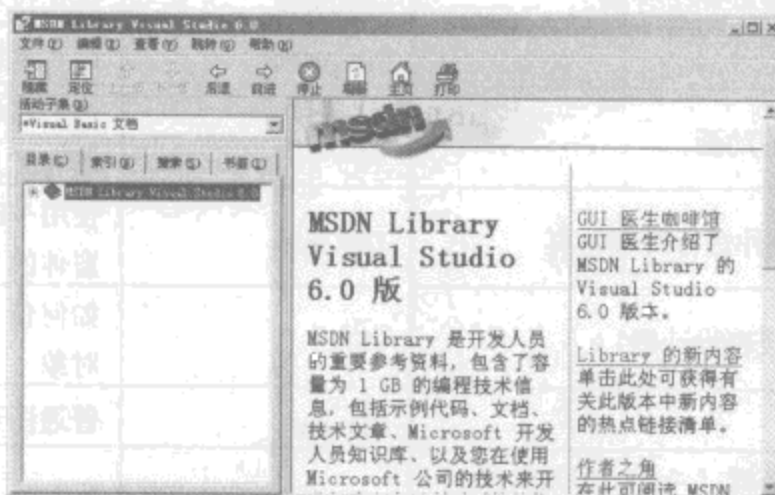 MSDN Library Visual Studio 6.0
文件(F) 编辑(E) 查看(V) 跳转(G) 帮助(H)
隐藏 定位 后退 前进 停止 刷新 主页 打印
活动子集(B)
*Visual Basic 文档
目录(C) 索引(N) 搜索(S) 书签(I)
MSDN Library Visual Studio 6.0
msdn
MSDN Library
Visual Studio
6.0 版
MSDN Library 是开发人员
的重要参考资料，包含了容
量为 1 GB 的编程技术信
息，包括示例代码、文档、
技术文章、Microsoft 开发
人员知识库、以及您在使用
Microsoft 公司的技术来开
GUI 医生咖啡馆
GUI 医生介绍了
MSDN Library 的
Visual Studio
6.0 版本。
Library 的新内容
单击此处可获得有
关此版本中新内容
的热点链接清单。
作者之角
在此可阅读 MSDN